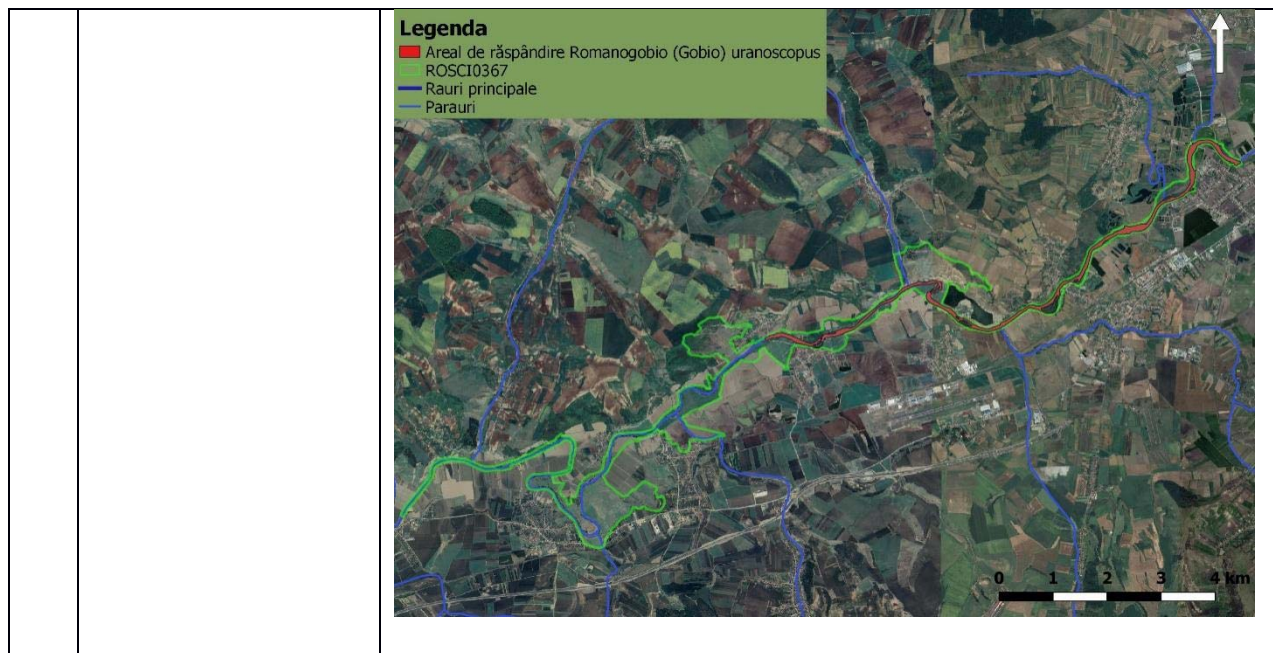 Legenda
Areal de răspândire Romanogobio (Gobio) uranoscopus
ROSCI0367
Rauri principale
Parauri
0 1 2 3 4 km